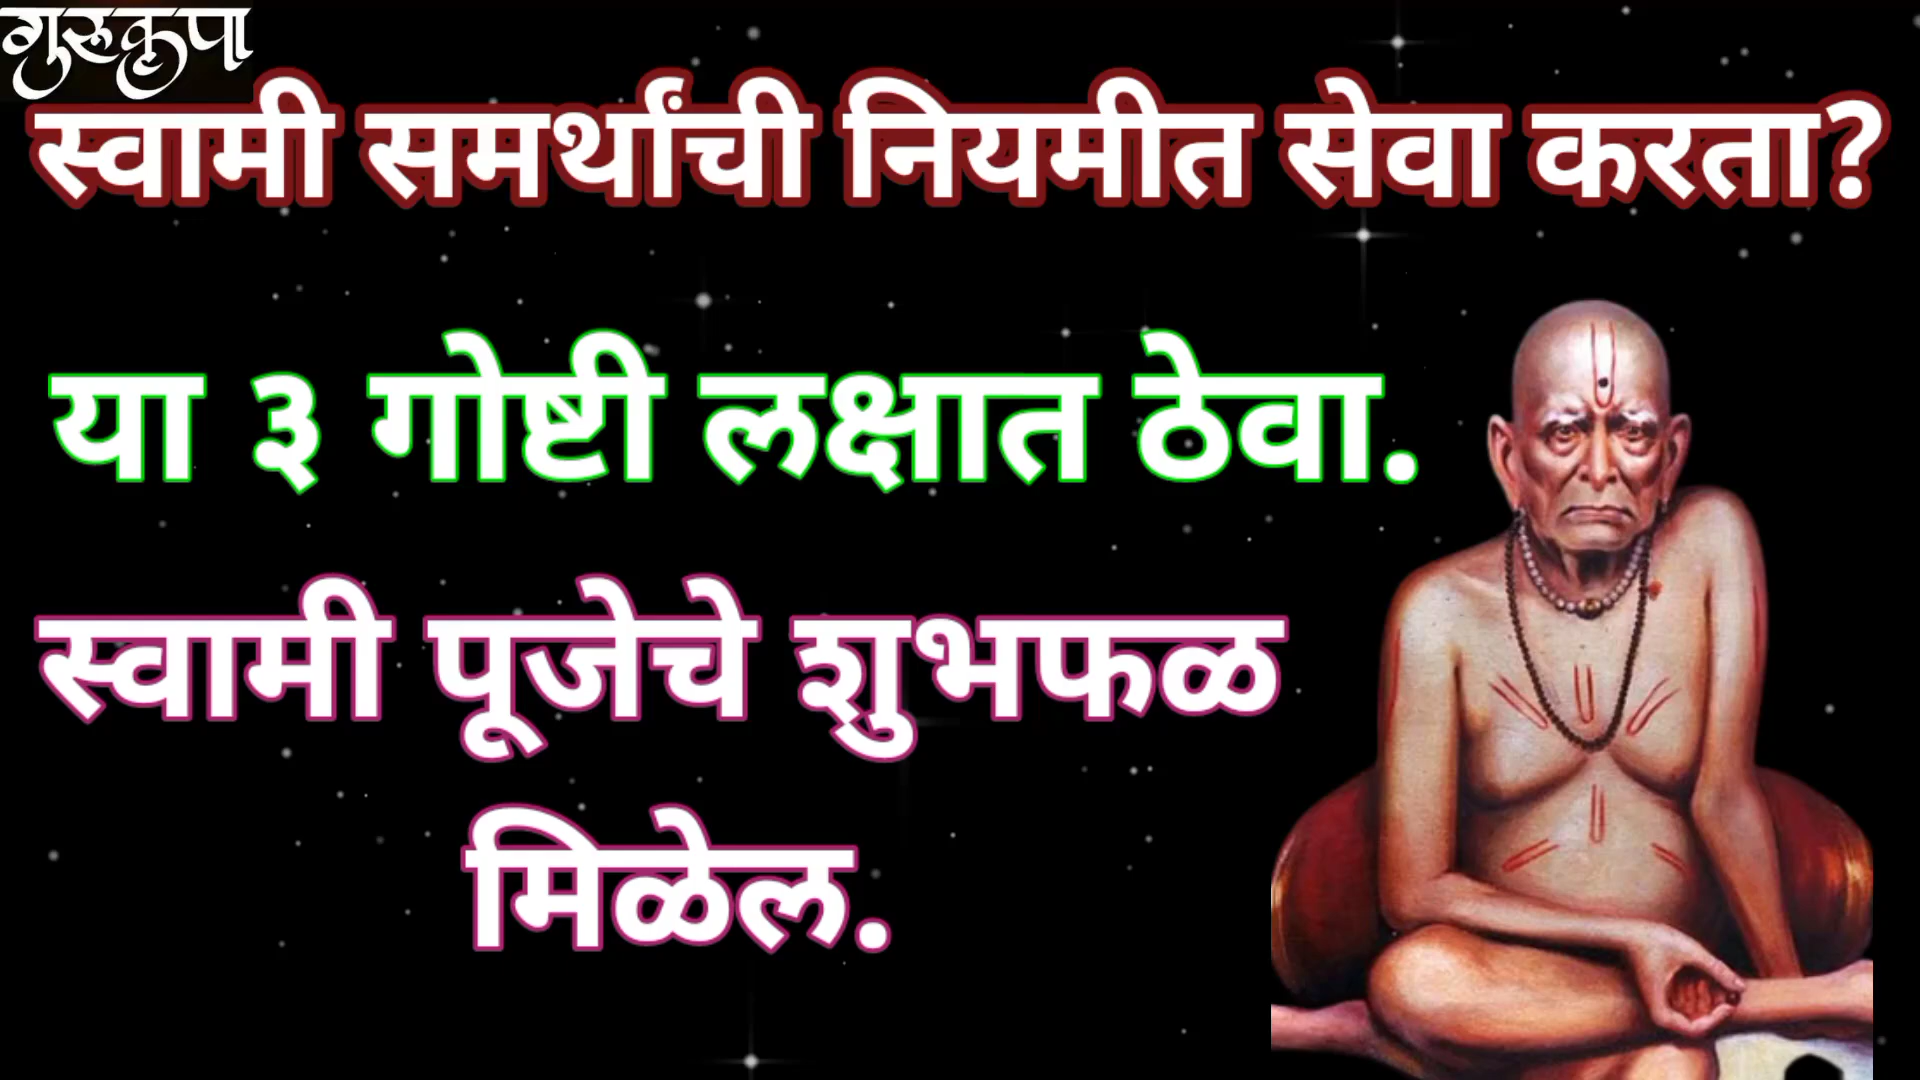 गुरुकृपा
स्वामी समर्थांची नियमीत सेवा करता?
या ३ गोष्टी लक्षात ठेवा.
स्वामी पूजेचे शुभफळ
मिळेल.